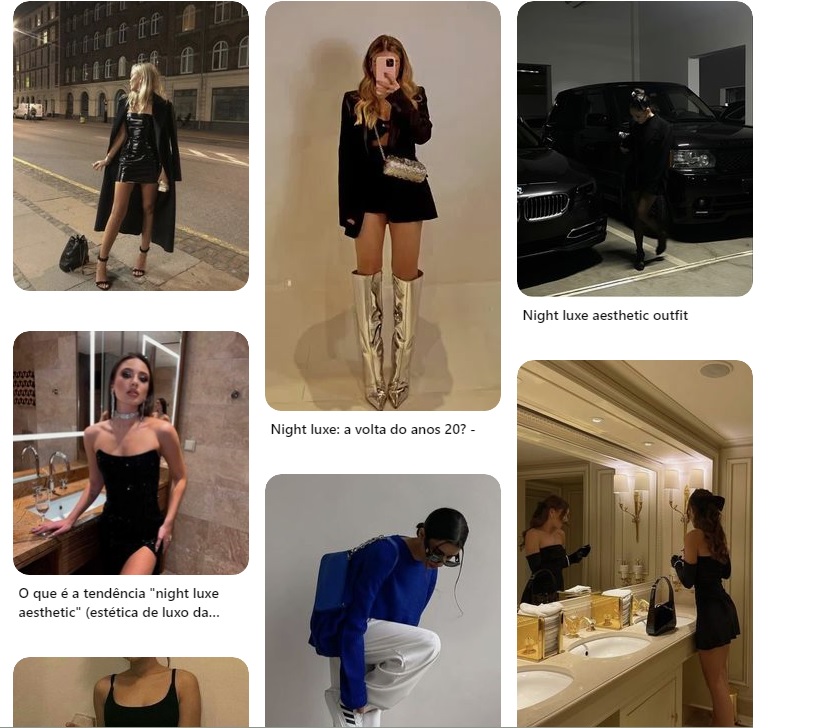 Night luxe aesthetic outfit
Night luxe: a volta do anos 20? -
O que é a tendência "night luxe
aesthetic" (estética de luxo da...